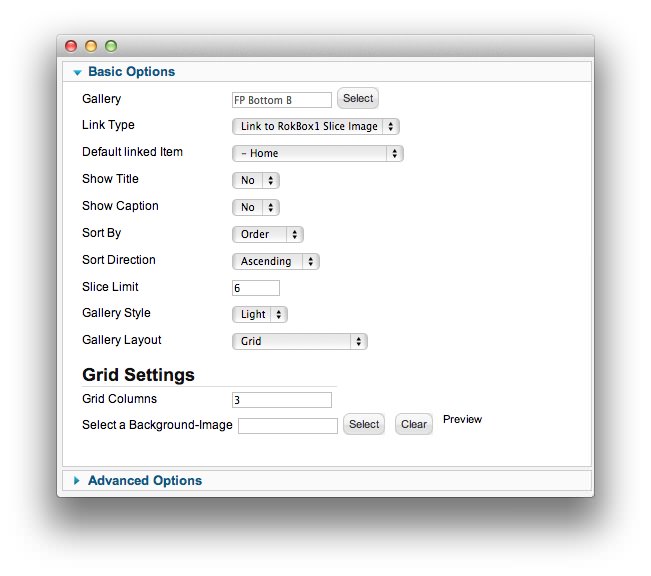 Basic Options
Gallery FP Bottom B Select
Link Type Link to RokBox1 Slice Image
Default linked Item - Home
Show Title No
Show Caption No
Sort By Order
Sort Direction Ascending
Slice Limit 6
Gallery Style Light
Gallery Layout Grid
Grid Settings
Grid Columns 3
Select a Background-Image Select Clear Preview
Advanced Options